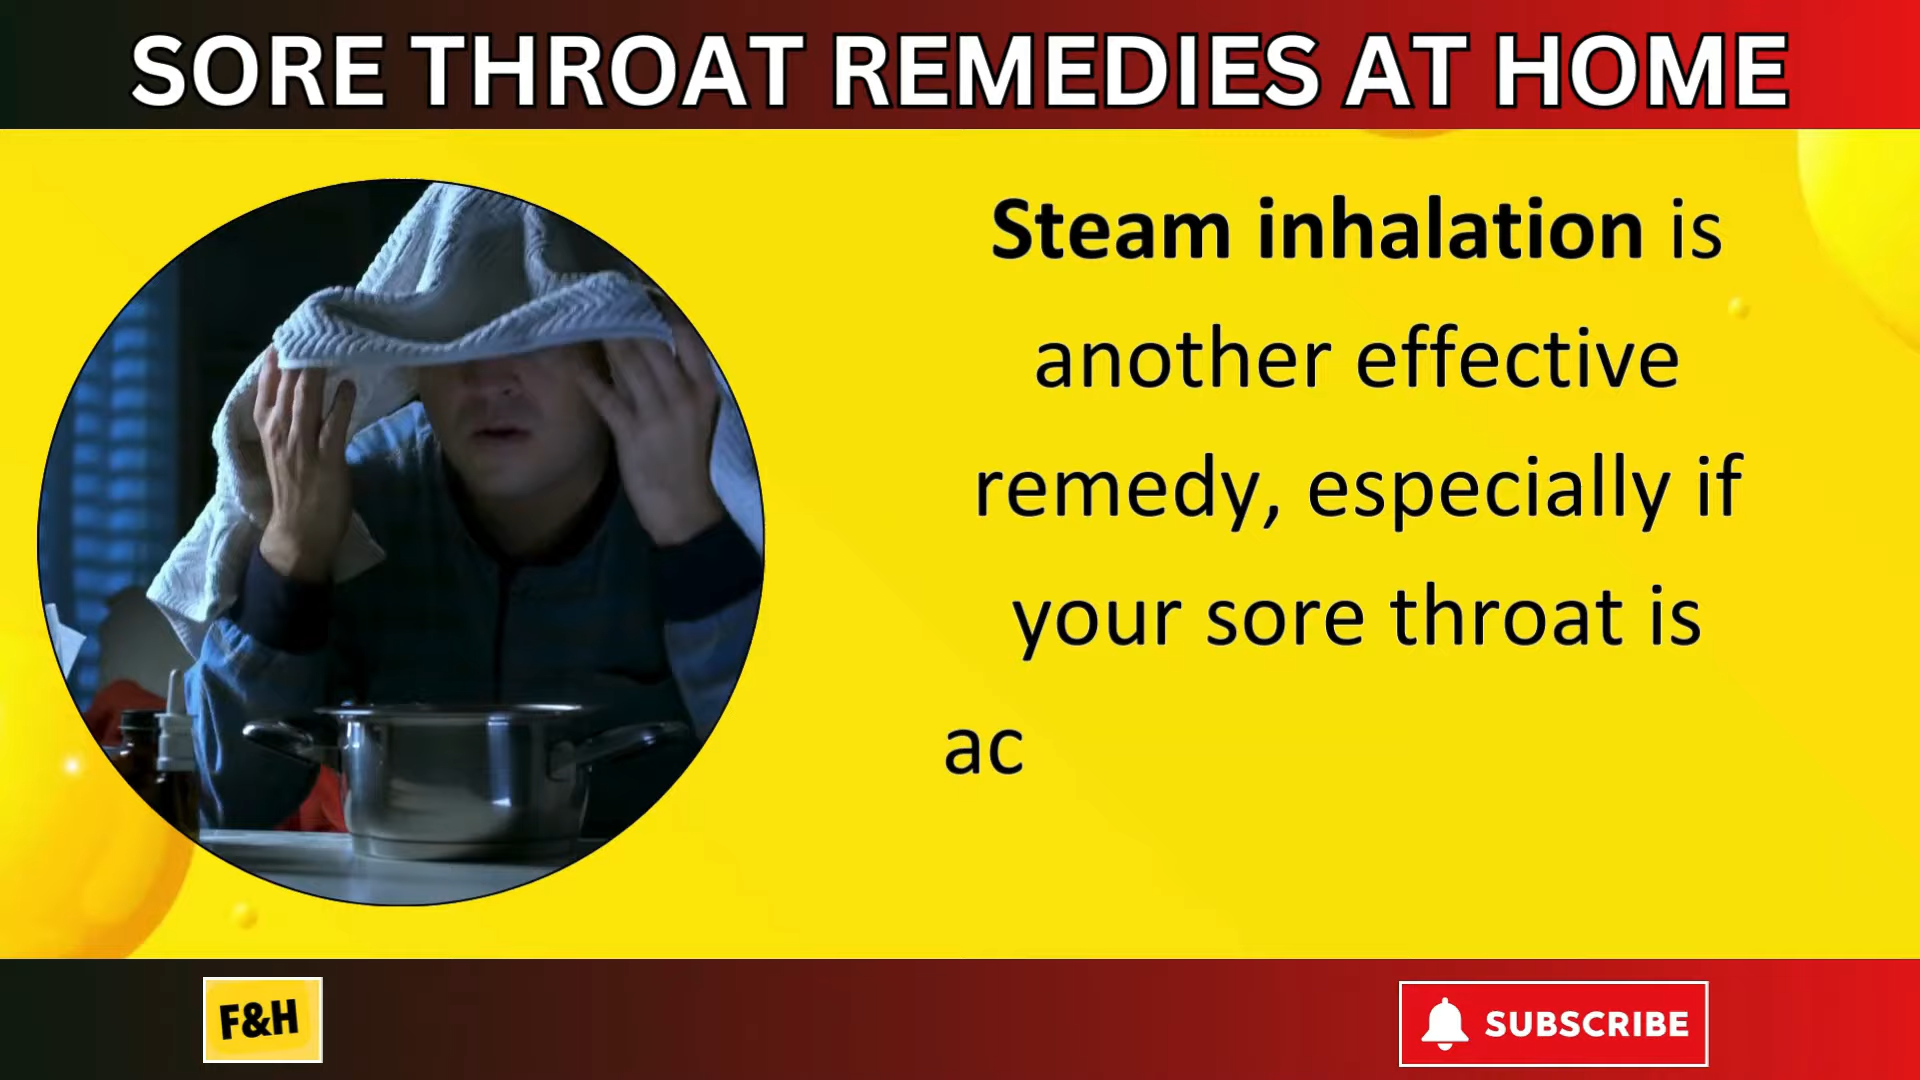 SORE THROAT REMEDIES AT HOME
Steam inhalation is
another effective
remedy, especially if
your sore throat is
ac
F&H
SUBSCRIBE